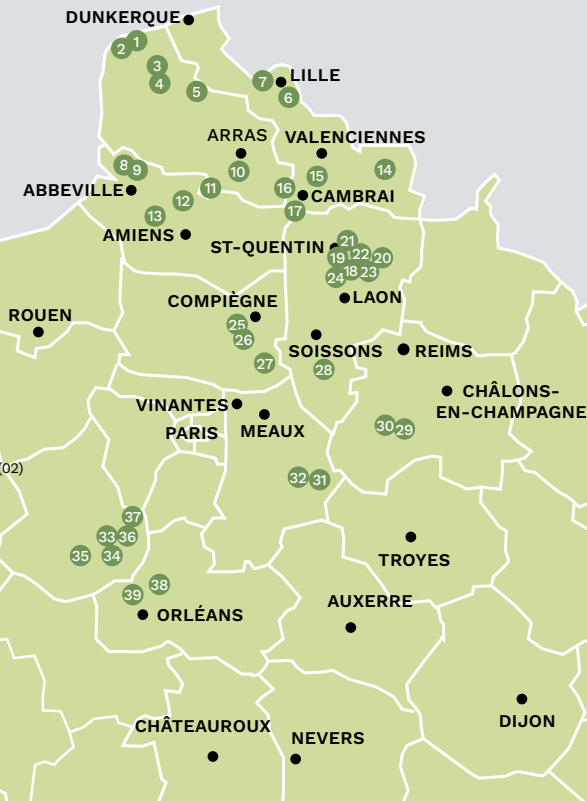 DUNKERQUE
1
2
3
4
5
7
LILLE
6
ARRAS
VALENCIENNES
8
9
10
14
15
11
16
ABBEVILLE
CAMBRAI
12
17
13
AMIENS
21
ST-QUENTIN
19
22
20
18
23
24
LAON
COMPIÈGNE
ROUEN
25
26
SOISSONS
REIMS
27
28
CHÂLONS-
EN-CHAMPAGNE
VINANTES
PARIS
MEAUX
30
29
(02)
32
31
37
33
36
35
34
TROYES
38
39
AUXERRE
ORLÉANS
DIJON
CHÂTEAUROUX
NEVERS